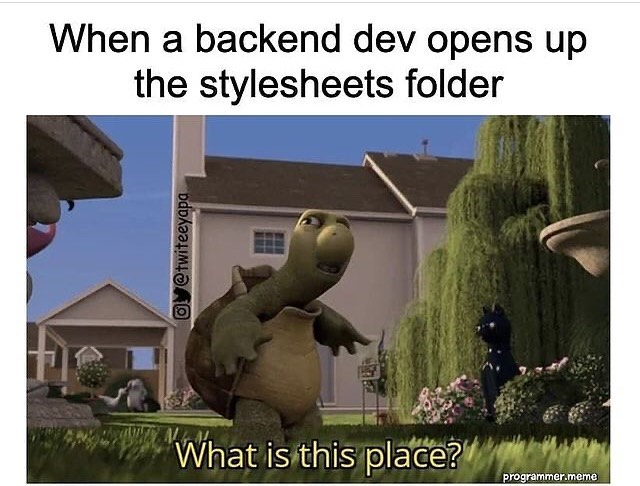 When a backend dev opens up
the stylesheets folder
@twiteeyapa
What is this place?
programmer.meme